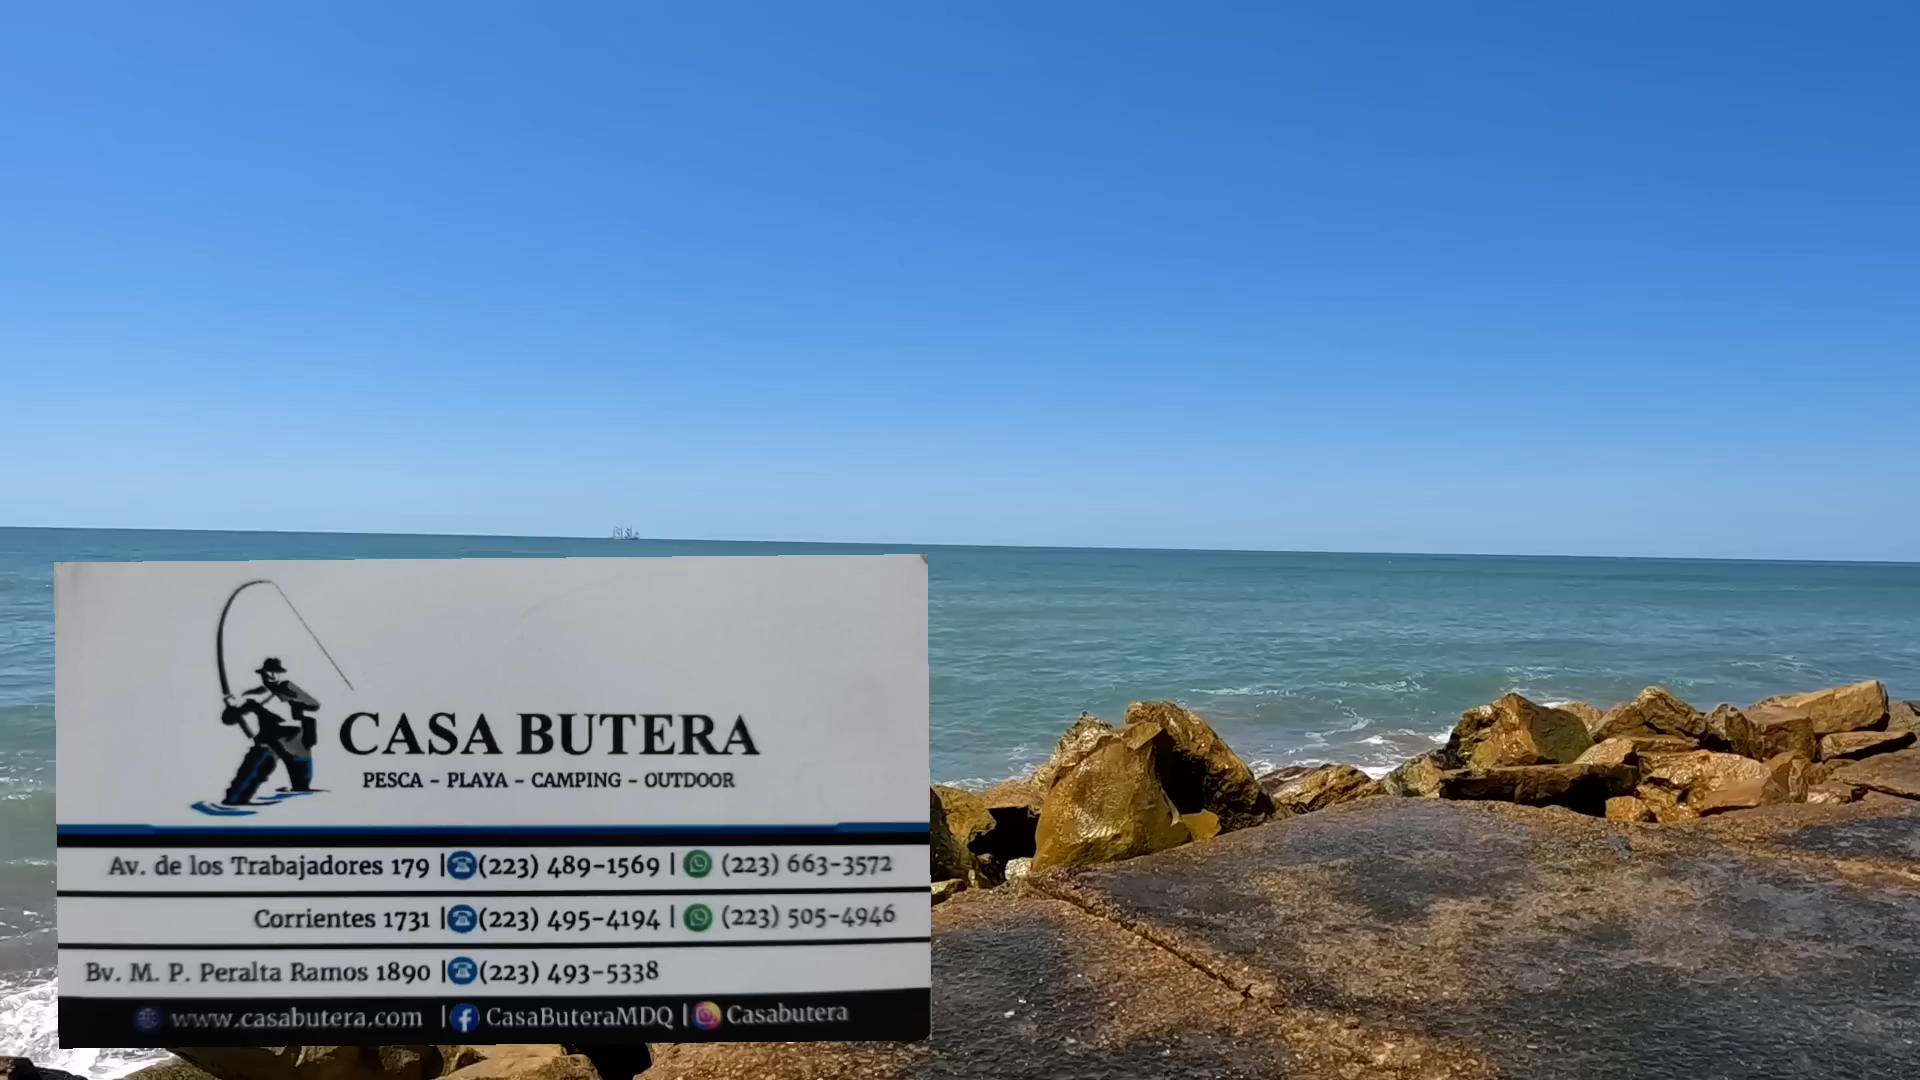 CASA BUTERA
PESCA - PLAYA - CAMPING - OUTDOOR
Av. de los Trabajadores 179 | (223) 489-1569 | (223) 663-3572
Corrientes 1731 | (223) 495-4194 | (223) 505-4946
Bv. M. P. Peralta Ramos 1890 | (223) 493-5338
www.casabutera.com | CasaButeraMDQ | Casabutera